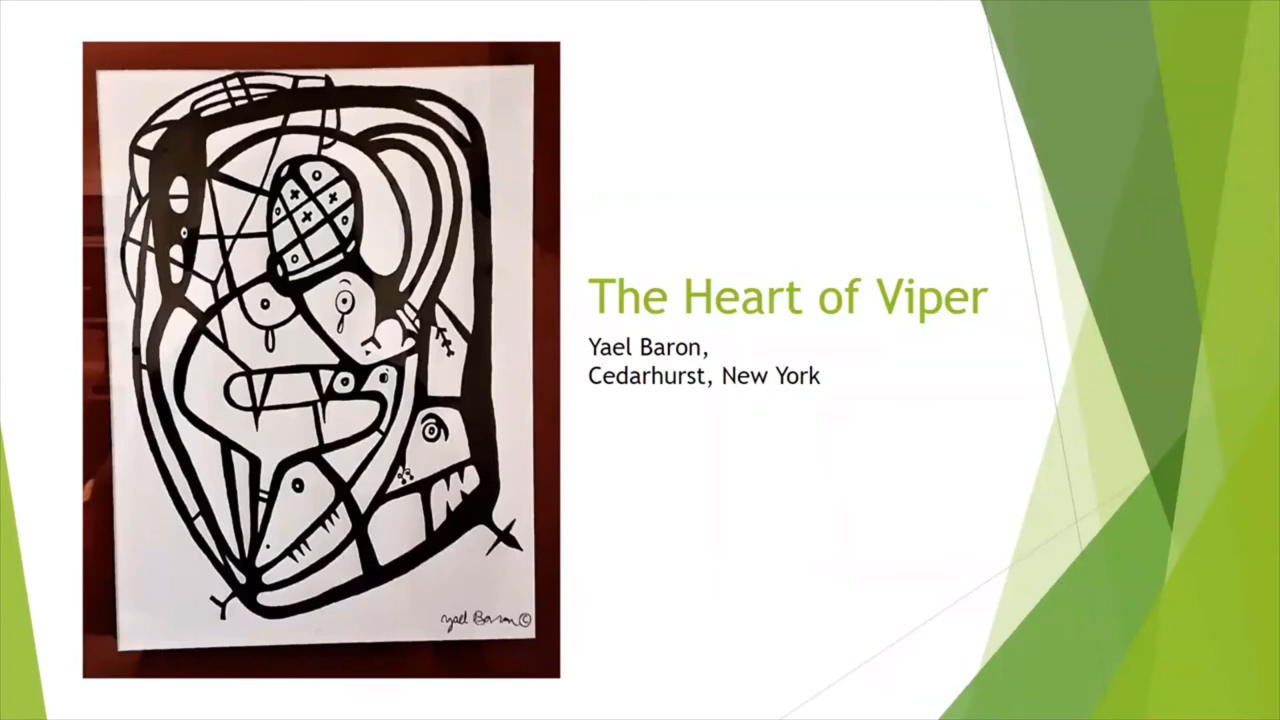 The Heart of Viper
Yael Baron,
Cedarhurst, New York
Yael Baron ©